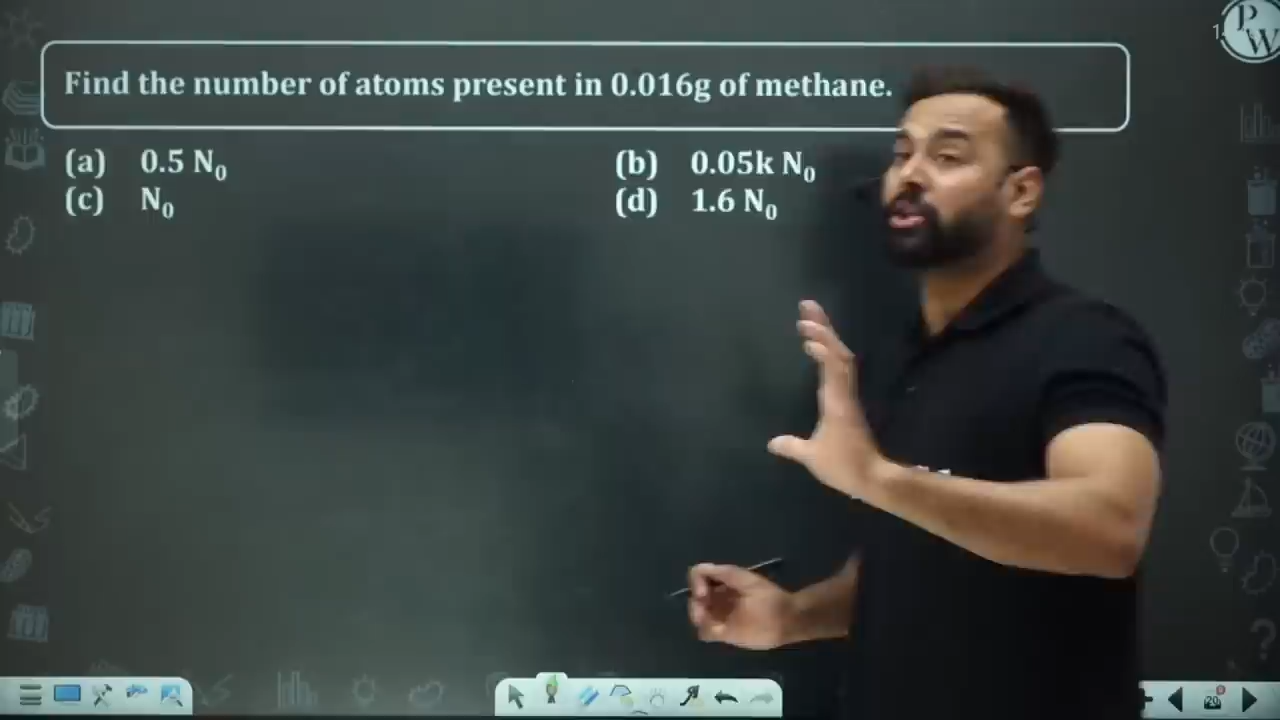 Find the number of atoms present in 0.016g of methane.
(a) 0.5 N₀ (b) 0.05k N₀
(c) N₀ (d) 1.6 N₀
P
W
20